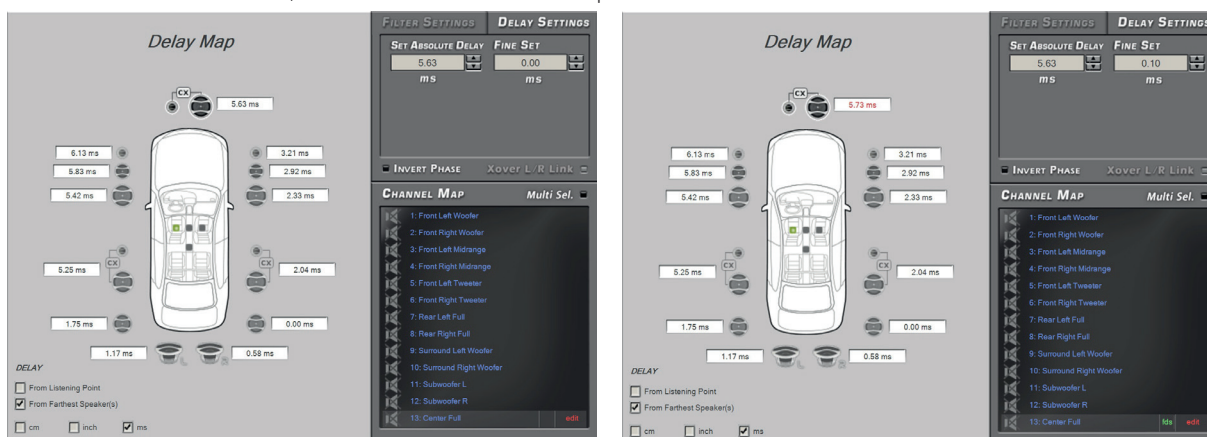 FILTER SETTINGS
DELAY SETTINGS
Delay Map
SET ABSOLUTE DELAY
FINE SET
5.63
0.00
ms
ms
CX
5.63 ms
6.13 ms
3.21 ms
5.83 ms
2.92 ms
5.42 ms
2.33 ms
INVERT PHASE
Xover L/R Link
CHANNEL MAP
Multi Sel.
1: Front Left Woofer
2: Front Right Woofer
3: Front Left Midrange
4: Front Right Midrange
5: Front Left Tweeter
6: Front Right Tweeter
7: Rear Left Full
8: Rear Right Full
9: Surround Left Woofer
10: Surround Right Woofer
11: Subwoofer L
12: Subwoofer R
13: Center Full
edit
5.25 ms
CX
CX
2.04 ms
1.75 ms
0.00 ms
1.17 ms
L
R
0.58 ms
DELAY
From Listening Point
From Farthest Speaker(s)
cm
inch
ms
FILTER SETTINGS
DELAY SETTINGS
Delay Map
SET ABSOLUTE DELAY
FINE SET
5.63
0.10
ms
ms
CX
5.73 ms
6.13 ms
3.21 ms
5.83 ms
2.92 ms
5.42 ms
2.33 ms
INVERT PHASE
Xover L/R Link
CHANNEL MAP
Multi Sel.
1: Front Left Woofer
2: Front Right Woofer
3: Front Left Midrange
4: Front Right Midrange
5: Front Left Tweeter
6: Front Right Tweeter
7: Rear Left Full
8: Rear Right Full
9: Surround Left Woofer
10: Surround Right Woofer
11: Subwoofer L
12: Subwoofer R
13: Center Full
fds
edit
5.25 ms
CX
CX
2.04 ms
1.75 ms
0.00 ms
1.17 ms
L
R
0.58 ms
DELAY
From Listening Point
From Farthest Speaker(s)
cm
inch
ms